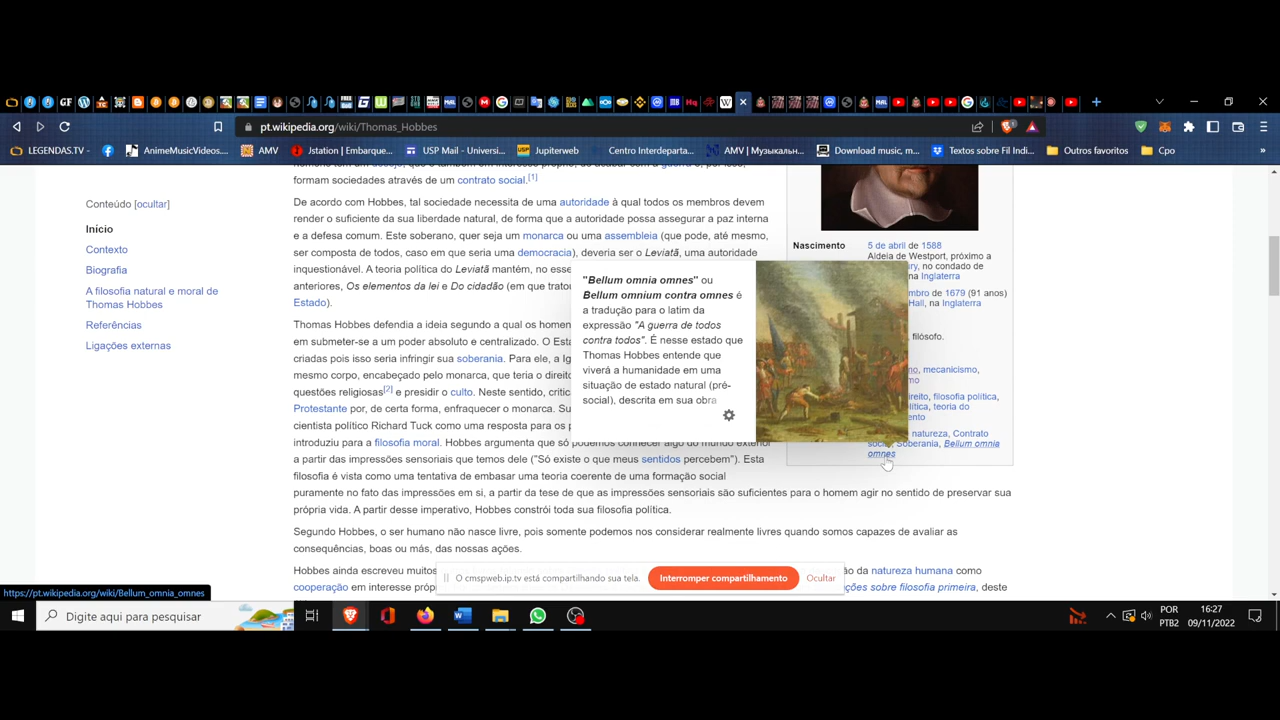 pt.wikipedia.org/wiki/Thomas_Hobbes
LEGENDAS.TV -
AnimeMusicVideos....
AMV
Jstation | Embarque...
USP Mail - Universi...
Jupiterweb
Centro Interdeparta...
AMV | Музыкальн...
Download music, m...
Textos sobre Fil Indi...
Outros favoritos
Cpo
»
formam sociedades através de um contrato social.[1]
De acordo com Hobbes, tal sociedade necessita de uma autoridade à qual todos os membros devem
render o suficiente da sua liberdade natural, de forma que a autoridade possa assegurar a paz interna
e a defesa comum. Este soberano, quer seja um monarca ou uma assembleia (que pode, até mesmo,
ser composta de todos, caso em que seria uma democracia), deveria ser o Leviatã, uma autoridade
inquestionável. A teoria política do Leviatã mantém, no esse
anteriores, Os elementos da lei e Do cidadão (em que trato
Estado).
Thomas Hobbes defendia a ideia segundo a qual os homen
em submeter-se a um poder absoluto e centralizado. O Est
criadas pois isso seria infringir sua soberania. Para ele, a Ig
mesmo corpo, encabeçado pelo monarca, que teria o direit
questões religiosas[2] e presidir o culto. Neste sentido, crític
Protestante por, de certa forma, enfraquecer o monarca. Su
cientista político Richard Tuck como uma resposta para os p
introduziu para a filosofia moral. Hobbes argumenta que só podemos conhecer algo do mundo exterior
a partir das impressões sensoriais que temos dele ("Só existe o que meus sentidos percebem"). Esta
filosofia é vista como uma tentativa de embasar uma teoria coerente de uma formação social
puramente no fato das impressões em si, a partir da tese de que as impressões sensoriais são suficientes para o homem agir no sentido de preservar sua
própria vida. A partir desse imperativo, Hobbes constrói toda sua filosofia política.
Segundo Hobbes, o ser humano não nasce livre, pois somente podemos nos considerar realmente livres quando somos capazes de avaliar as
consequências, boas ou más, das nossas ações.
Hobbes ainda escreveu muitos
ão da natureza humana como
cooperação em interesse próp
ções sobre filosofia primeira, deste
Conteúdo [ocultar]
Início
Contexto
Biografia
A filosofia natural e moral de
Thomas Hobbes
Referências
Ligações externas
"Bellum omnia omnes" ou
Bellum omnium contra omnes é
a tradução para o latim da
expressão "A guerra de todos
contra todos". É nesse estado que
Thomas Hobbes entende que
viverá a humanidade em uma
situação de estado natural (pré-
social), descrita em sua obra
Nascimento
5 de abril de 1588
Aldeia de Westport, próximo a
ry, no condado de
na Inglaterra
mbro de 1679 (91 anos)
Hall, na Inglaterra
filósofo.
mo, mecanicismo,
mo
ireito, filosofia política,
lítica, teoria do
ento
natureza, Contrato
social, Soberania, Bellum omnia
omnes
O cmspweb.ip.tv está compartilhando sua tela.
Interromper compartilhamento
Ocultar
https://pt.wikipedia.org/wiki/Bellum_omnia_omnes
Digite aqui para pesquisar
POR
PTB2
16:27
09/11/2022